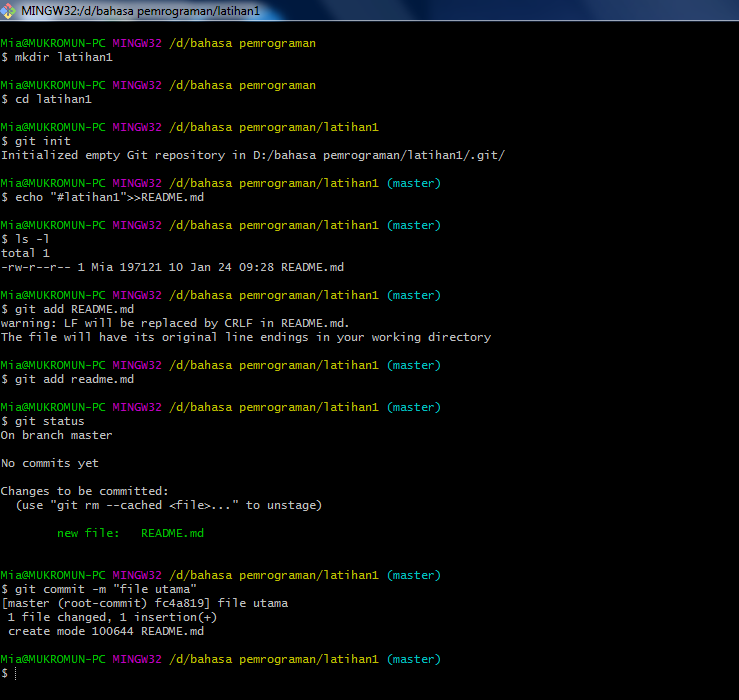 MINGW32:/d/bahasa pemrograman/latihan1
Mia@MUKROMUN-PC MINGW32 /d/bahasa pemrograman
$ mkdir latihan1
Mia@MUKROMUN-PC MINGW32 /d/bahasa pemrograman
$ cd latihan1
Mia@MUKROMUN-PC MINGW32 /d/bahasa pemrograman/latihan1
$ git init
Initialized empty Git repository in D:/bahasa pemrograman/latihan1/.git/
Mia@MUKROMUN-PC MINGW32 /d/bahasa pemrograman/latihan1 (master)
$ echo "#latihan1">>README.md
Mia@MUKROMUN-PC MINGW32 /d/bahasa pemrograman/latihan1 (master)
$ ls -l
total 1
-rw-r--r-- 1 Mia 197121 10 Jan 24 09:28 README.md
Mia@MUKROMUN-PC MINGW32 /d/bahasa pemrograman/latihan1 (master)
$ git add README.md
warning: LF will be replaced by CRLF in README.md.
The file will have its original line endings in your working directory
Mia@MUKROMUN-PC MINGW32 /d/bahasa pemrograman/latihan1 (master)
$ git add readme.md
Mia@MUKROMUN-PC MINGW32 /d/bahasa pemrograman/latihan1 (master)
$ git status
On branch master
No commits yet
Changes to be committed:
  (use "git rm --cached <file>..." to unstage)
        new file:   README.md
Mia@MUKROMUN-PC MINGW32 /d/bahasa pemrograman/latihan1 (master)
$ git commit -m "file utama"
[master (root-commit) fc4a819] file utama
 1 file changed, 1 insertion(+)
 create mode 100644 README.md
Mia@MUKROMUN-PC MINGW32 /d/bahasa pemrograman/latihan1 (master)
$